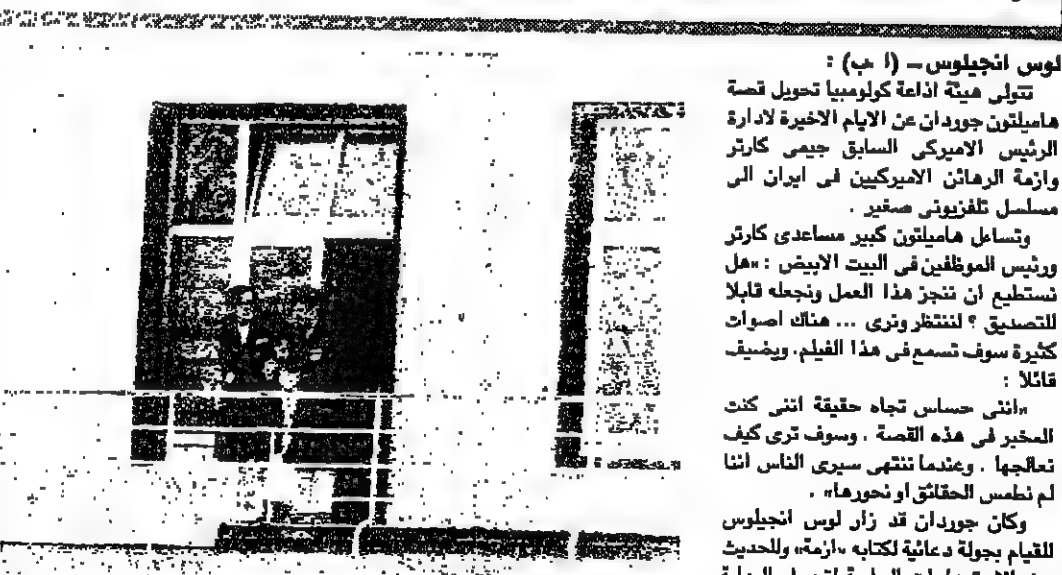 لوس انجيلوس ـ (ا ب) :
تتولى هيئة اذاعة كولومبيا تحويل قصة
هاميلتون جوردان عن الايام الاخيرة لادارة
الرئيس الاميركى السابق جيمى كارتر
وازمة الرهائن الاميركيين فى ايران الى
مسلسل تلفزيونى صغير .
وتساءل هاميلتون كبير مساعدى كارتر
ورئيس الموظفين فى البيت الابيض : «هل
نستطيع ان ننجز هذا العمل ونجعله قابلا
للتصديق ؟ لننتظر ونرى ... هناك اصوات
كثيرة سوف تسمع فى هذا الفيلم. ويضيف
قائلا :
«اننى حساس تجاه حقيقة اننى كنت
المخبر فى هذه القصة . وسوف ترى كيف
نعالجها . وعندما تنتهى سيرى الناس اننا
لم نطمس الحقائق او نحورها» .
وكان جوردان قد زار لوس انجيلوس
للقيام بجولة دعائية لكتابه «ازمة» وللحديث